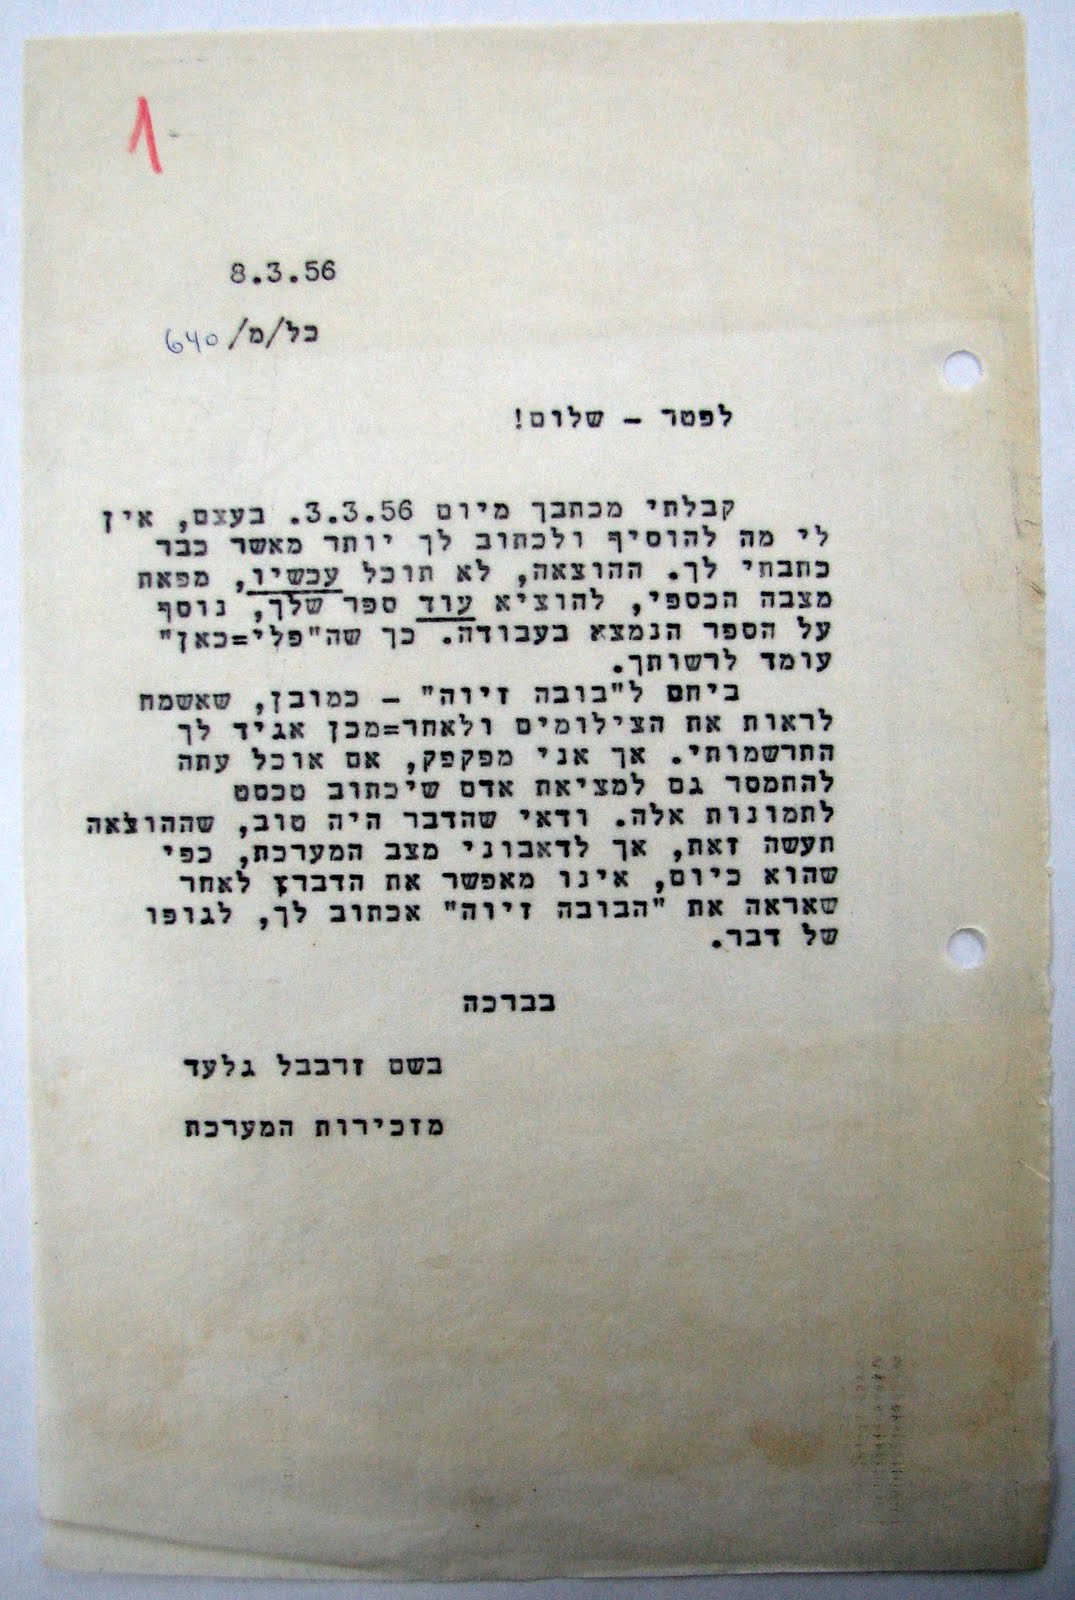 1
8.3.56
כל/מ/640
לפטר – שלום!
קבלתי מכתבך מיום 3.3.56. בעצם, אין
לי מה להוסיף ולכתוב לך יותר מאשר כבר
כתבתי לך. ההוצאה, לא תוכל עכשיו, מפאת
מצבה הכספי, להוציא עוד ספר שלך, נוסף
על הספר הנמצא בעבודה. כך שה"פלי=כאן"
עומד לרשותך.
ביחס ל"בובה זיוה" – כמובן, שאשמח
לראות את הצילומים ולאחר=מכן אגיד לך
התרשמותי. אך אני מפקפק, אם אוכל עתה
להתמסר גם למציאת אדם שיכתוב טכסט
לתמונות אלה. ודאי שהדבר היה טוב, שההוצאה
תעשה זאת, אך לדאבוני מצב המערכת, כפי
שהוא כיום, אינו מאפשר את הדבר. לאחר
שאראה את "הבובה זיוה" אכתוב לך, לגופו
של דבר.
בברכה
בשם זרבבל גלעד
מזכירות המערכת